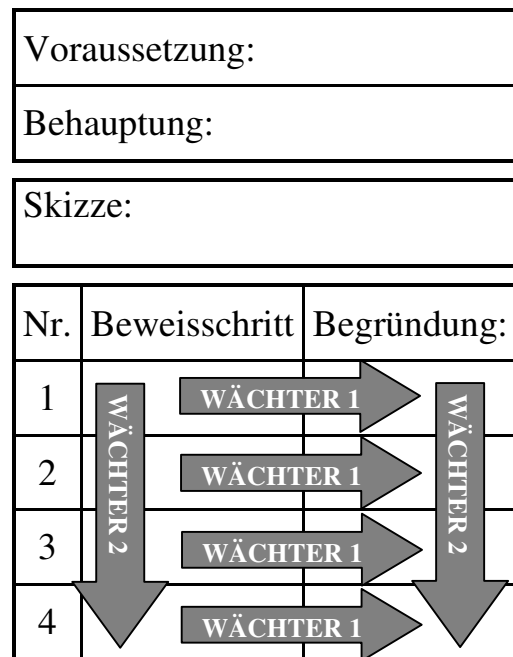 Voraussetzung:
Behauptung:
Skizze:
Nr. Beweisschritt Begründung:
1 WÄCHTER 1
2 WÄCHTER 1
3 WÄCHTER 1
4 WÄCHTER 1
WÄCHTER 2
WÄCHTER 2